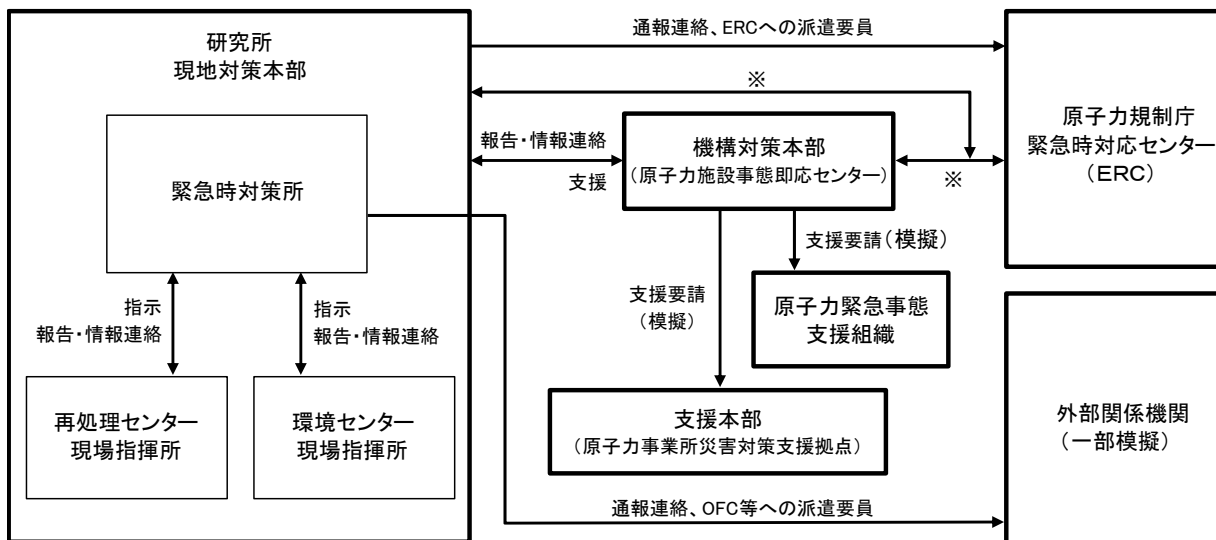 研究所
現地対策本部
緊急時対策所
指示
報告・情報連絡
指示
報告・情報連絡
再処理センター
現場指揮所
環境センター
現場指揮所
通報連絡、ERCへの派遣要員
※
報告・情報連絡
支援
機構対策本部
（原子力施設事態即応センター）
※
支援要請（模擬）
支援要請
（模擬）
原子力緊急事態
支援組織
支援本部
（原子力事業所災害対策支援拠点）
通報連絡、OFC等への派遣要員
原子力規制庁
緊急時対応センター
（ERC）
外部関係機関
（一部模擬）